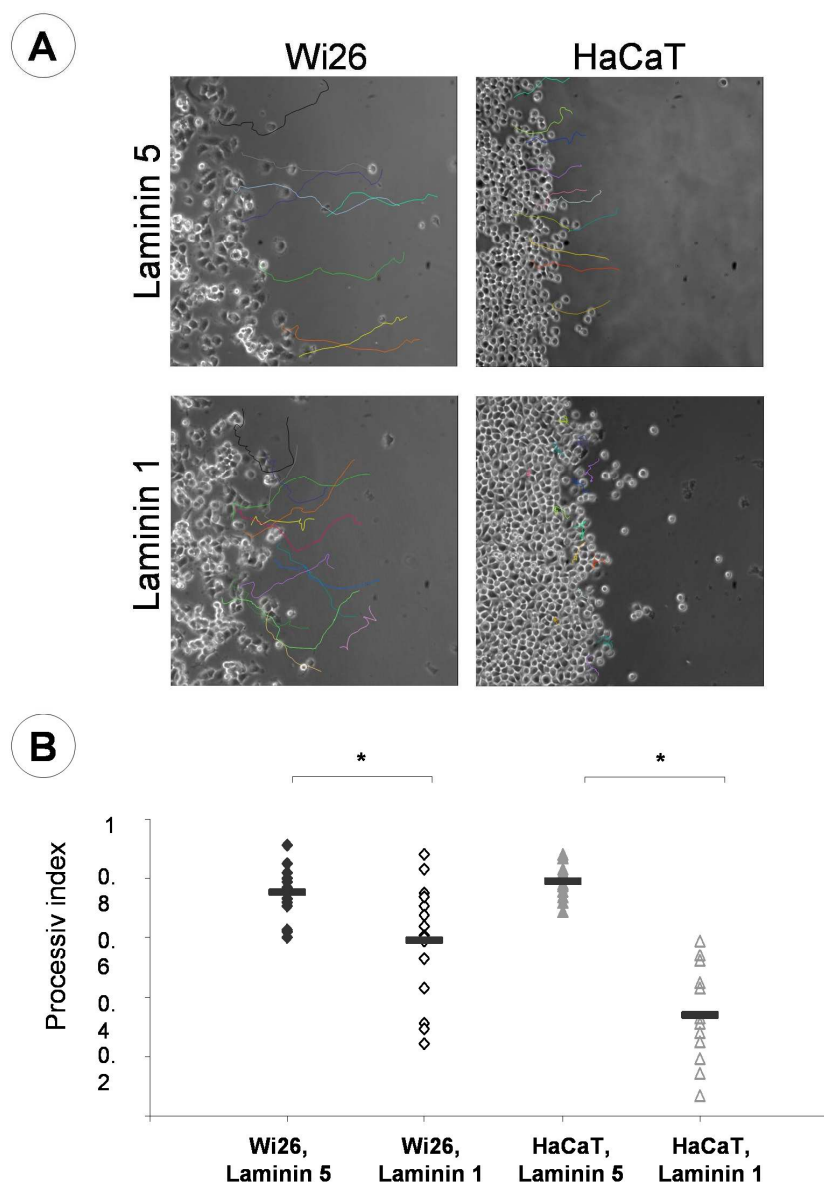 A
Wi26
HaCaT
Laminin 5
Laminin 1
B
*
*
Processiv index
1
0.
8
0.
6
0.
4
0.
2
Wi26,
Laminin 5
Wi26,
Laminin 1
HaCaT,
Laminin 5
HaCaT,
Laminin 1